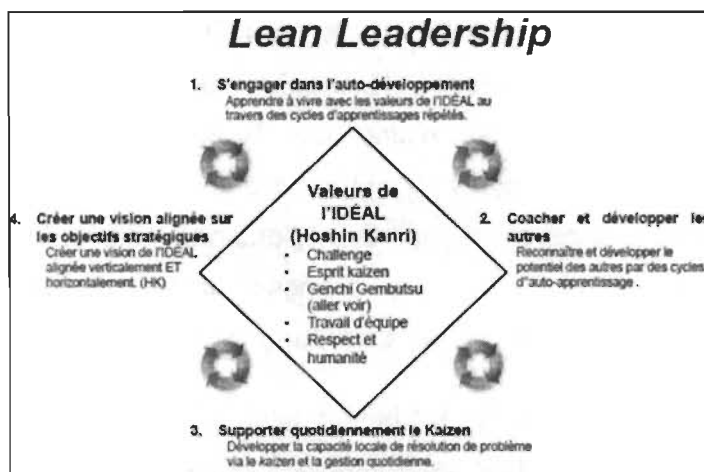 Lean Leadership
1. S'engager dans l'auto-développement
Apprendre à vivre avec les valeurs de l'IDÉAL au
travers des cycles d'apprentissages répétés.
Valeurs de
l'IDÉAL
(Hoshin Kanri)
• Challenge
• Esprit kaizen
• Genchi Gembutsu
(aller voir)
• Travail d'équipe
• Respect et
humanité
2. Coacher et développer les
autres
Reconnaître et développer le
potentiel des autres par des cycles
d''auto-apprentissage .
3. Supporter quotidiennement le Kaizen
Développer la capacité locale de résolution de problème
via le kaizen et la gestion quotidienne.
4. Créer une vision alignée sur
les objectifs stratégiques
Créer une vision de l'IDÉAL
alignée verticalement ET
horizontalement. (HK)